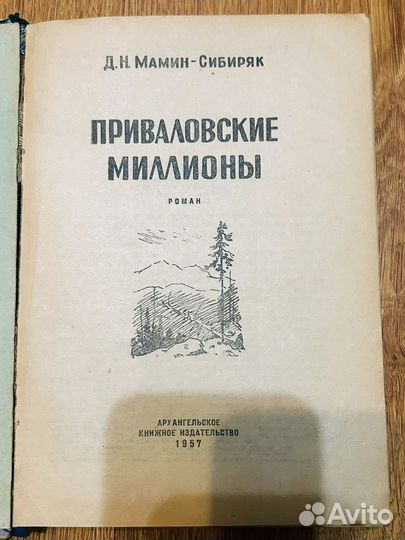 Д.Н. МАМИН-СИБИРЯК
ПРИВАЛОВСКИЕ
МИЛЛИОНЫ
РОМАН
АРХАНГЕЛЬСКОЕ
КНИЖНОЕ ИЗДАТЕЛЬСТВО
1957
Avito